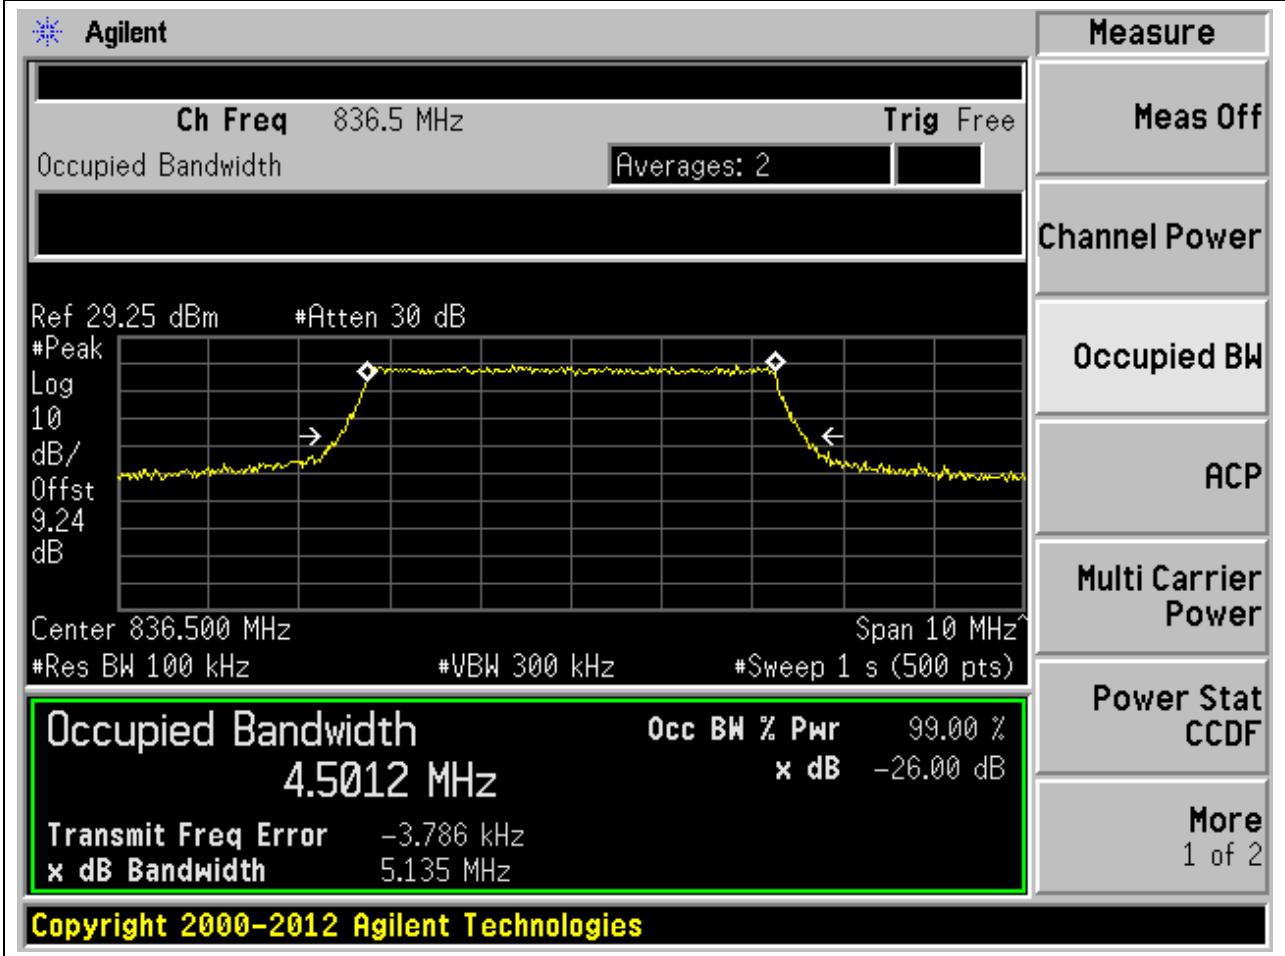 Agilent
Measure
Ch Freq 836.5 MHz Trig Free
Occupied Bandwidth Averages: 2
Meas Off
Channel Power
Occupied BW
ACP
Multi Carrier
Power
Power Stat
CCDF
More
1 of 2
Ref 29.25 dBm #Atten 30 dB
#Peak
Log
10
dB/
Offst
9.24
dB
Center 836.500 MHz Span 10 MHz^
#Res BW 100 kHz #VBW 300 kHz #Sweep 1 s (500 pts)
Occupied Bandwidth Occ BW % Pwr 99.00 %
4.5012 MHz x dB -26.00 dB
Transmit Freq Error -3.786 kHz
x dB Bandwidth 5.135 MHz
Copyright 2000-2012 Agilent Technologies